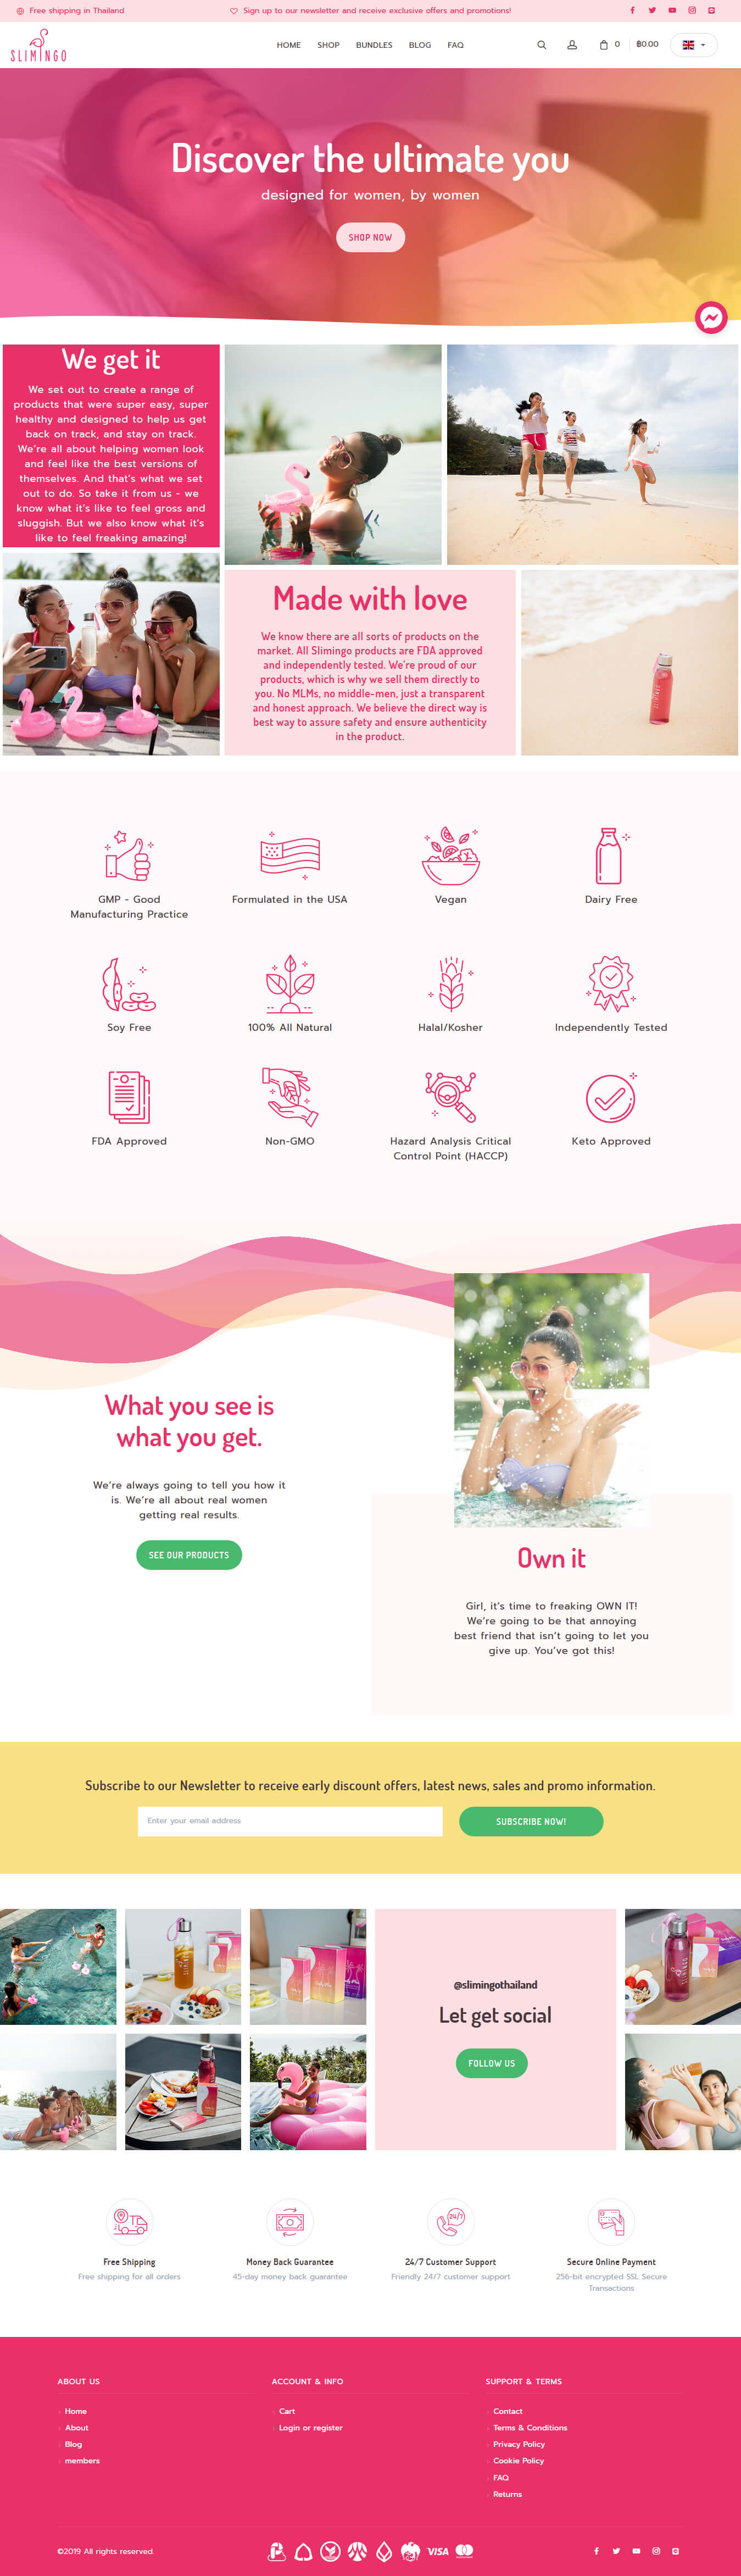 Free shipping in Thailand
Sign up to our newsletter and receive exclusive offers and promotions!
SLIMINGO
HOME
SHOP
BUNDLES
BLOG
FAQ
0
฿0.00
Discover the ultimate you
designed for women, by women
SHOP NOW
We get it
We set out to create a range of
products that were super easy, super
healthy and designed to help us get
back on track, and stay on track.
We're all about helping women look
and feel like the best versions of
themselves. And that's what we set
out to do. So take it from us - we
know what it's like to feel gross and
sluggish. But we also know what it's
like to feel freaking amazing!
Made with love
We know there are all sorts of products on the
market. All Slimingo products are FDA approved
and independently tested. We're proud of our
products, which is why we sell them directly to
you. No MLMs, no middle-men, just a transparent
and honest approach. We believe the direct way is
best way to assure safety and ensure authenticity
in the product.
GMP - Good
Manufacturing Practice
Formulated in the USA
Vegan
Dairy Free
Soy Free
100% All Natural
Halal/Kosher
Independently Tested
FDA Approved
Non-GMO
Hazard Analysis Critical
Control Point (HACCP)
Keto Approved
What you see is
what you get.
We're always going to tell you how it
is. We're all about real women
getting real results.
SEE OUR PRODUCTS
Own it
Girl, it's time to freaking OWN IT!
We're going to be that annoying
best friend that isn't going to let you
give up. You've got this!
Subscribe to our Newsletter to receive early discount offers, latest news, sales and promo information.
Enter your email address
SUBSCRIBE NOW!
@slimingothailand
Let get social
FOLLOW US
24/7
Free Shipping
Free shipping for all orders
Money Back Guarantee
45-day money back guarantee
24/7 Customer Support
Friendly 24/7 customer support
Secure Online Payment
256-bit encrypted SSL Secure
Transactions
ABOUT US
Home
About
Blog
members
ACCOUNT & INFO
Cart
Login or register
SUPPORT & TERMS
Contact
Terms & Conditions
Privacy Policy
Cookie Policy
FAQ
Returns
©2019 All rights reserved.
VISA